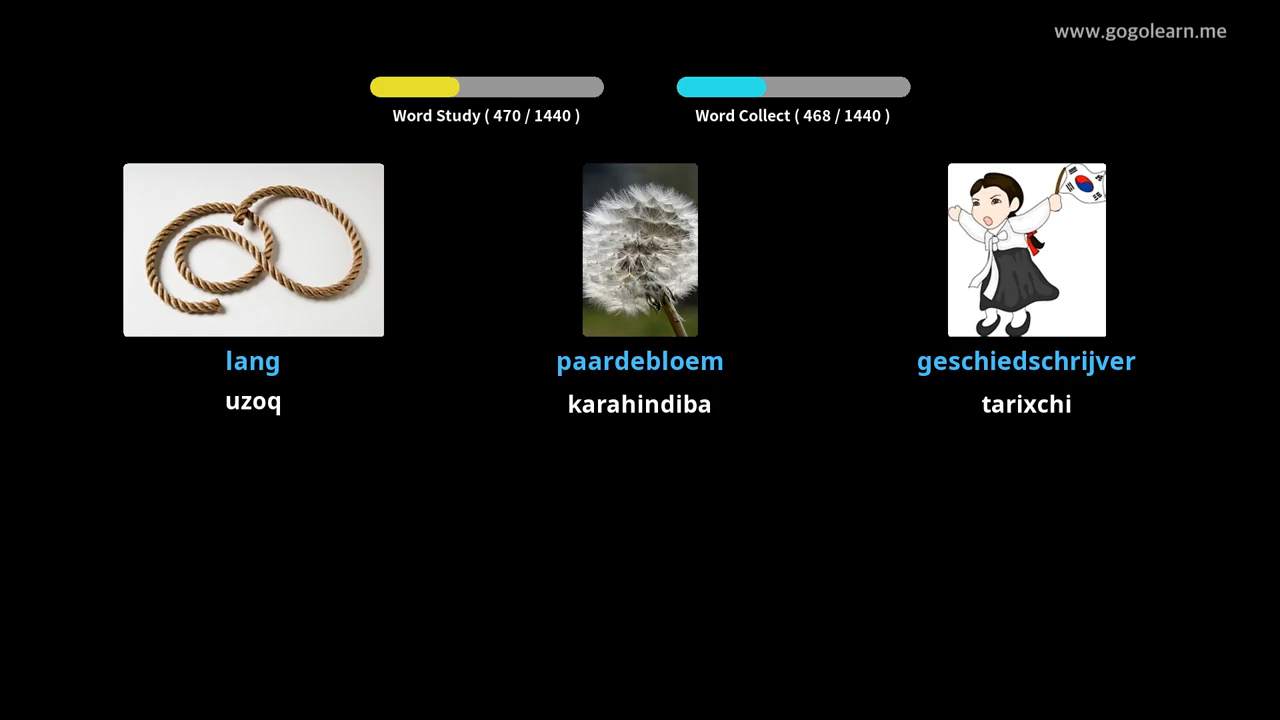 www.gogolearn.me
Word Study ( 470 / 1440 )
Word Collect ( 468 / 1440 )
lang
paardebloem
geschiedschrijver
uzoq
karahindiba
tarixchi